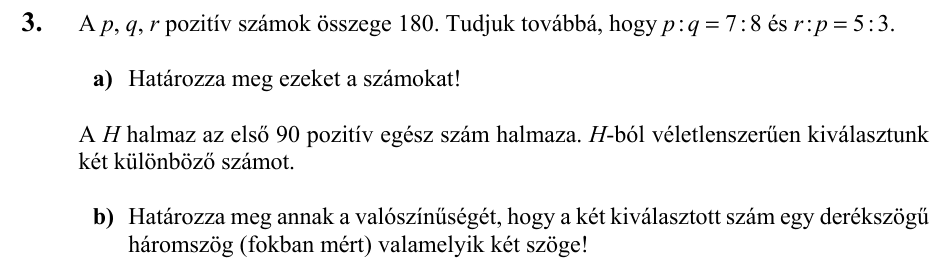 3. A p, q, r pozitív számok összege 180. Tudjuk továbbá, hogy p : q = 7 : 8 és r : p = 5 : 3.
a) Határozza meg ezeket a számokat!
A H halmaz az első 90 pozitív egész szám halmaza. H-ból véletlenszerűen kiválasztunk
két különböző számot.
b) Határozza meg annak a valószínűségét, hogy a két kiválasztott szám egy derékszögű
háromszög (fokban mért) valamelyik két szöge!